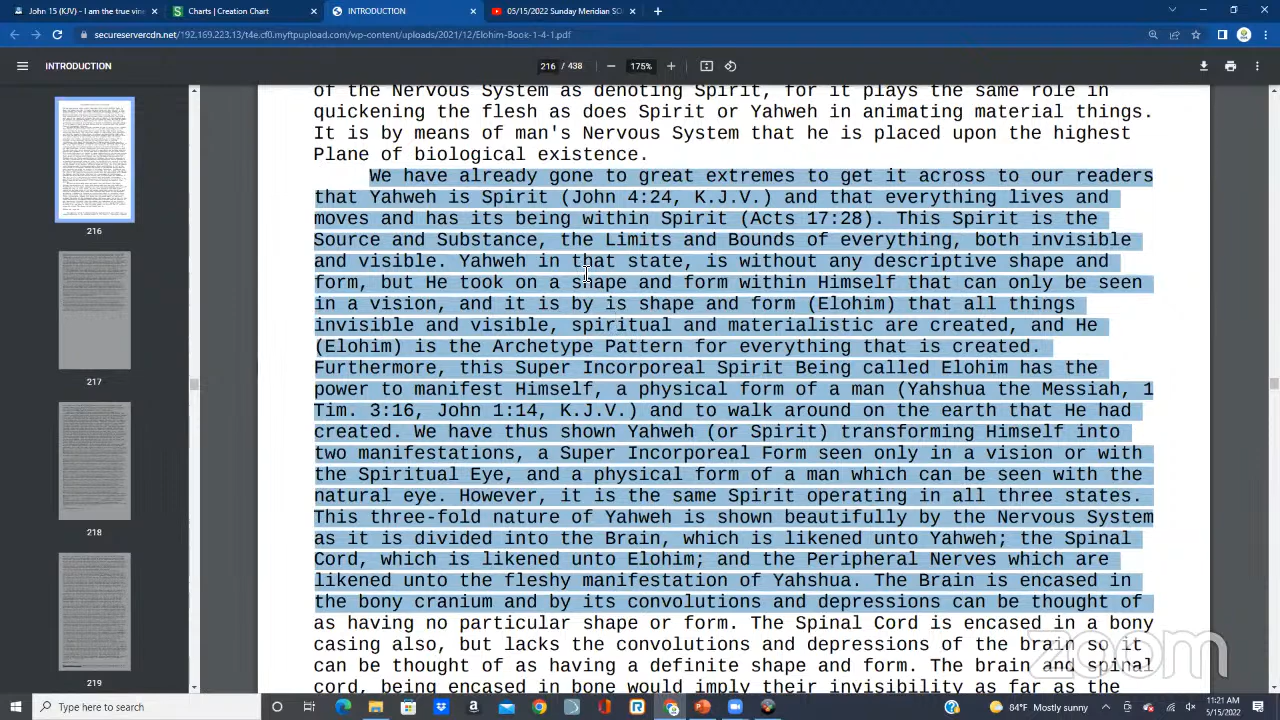 John 15 (KJV) - I am the true vine
Charts | Creation Chart
INTRODUCTION
05/15/2022 Sunday Meridian SC
secureservercdn.net/192.169.223.13/t4e.cf0.myftpupload.com/wp-content/uploads/2021/12/Elohim-Book-1-4-1.pdf
INTRODUCTION
216 / 438
175%
of the Nervous System as denoting Spirit, for it plays the same role in
quickening the flesh as does Spirit or Yahweh in animating material things.
It is by means of man's Nervous System that he is placed upon the highest
Plane of biological existence.
We have already gone to great extremes to get it across to our readers
that Yahweh is Spirit (John 4:24, K.J.V.) and that everything lives and
moves and has its being within Spirit (Acts 17:28). This Spirit is the
Source and Substance, the Limits and Bounds of everything, both invisible
and visible. Yahweh in that state, is without any descriptive shape and
form, but He took on shape and form within Himself that can only be seen
in a vision, and it is by is shape and form (Elohim) that all things
invisible and visible, spiritual and materialistic are created, and He
(Elohim) is the Archetype Pattern for everything that is created.
Furthermore, this Super Incorporeal Spirit Being called Elohim has the
power to manifest Himself, a physical form of a man (Yahshua the Messiah, 1
Tim. 3:16, John 1:14, K.J.V.) and to walk around on the earth that He had
created. We have thus shown Yahweh (or Spirit) transforming Himself into
two manifestations, a Super Incorporeal Form seen only in a vision or with
the Spiritual Eyes and a physical form of a man which can be seen with the
natural eye. However, it is the same Spirit operating in all three states.
This three-fold nature of Yahweh is shown beautifully by the Nervous System
as it is divided into the Brain, which is likened unto Yahweh; the Spinal
Cord which is likened unto Elohim; and the Spinal Nerves which are
likened unto the fleshy manifestation of Yahshua. The Brain is encased in
the bony cranium and by its convolutions and depressions can be thought of
as having no particular shape or form. The Spinal Cord is encased in a bony
casing also, but lacks the convolutions and depressions of the brain so it
can be thought of as having a definite shape and form. The brain and spinal
cord, being encased in bone would imply their invisibility as far as the
216
217
218
219
zoom
Type here to search
84°F Mostly sunny
11:21 AM
5/15/2022